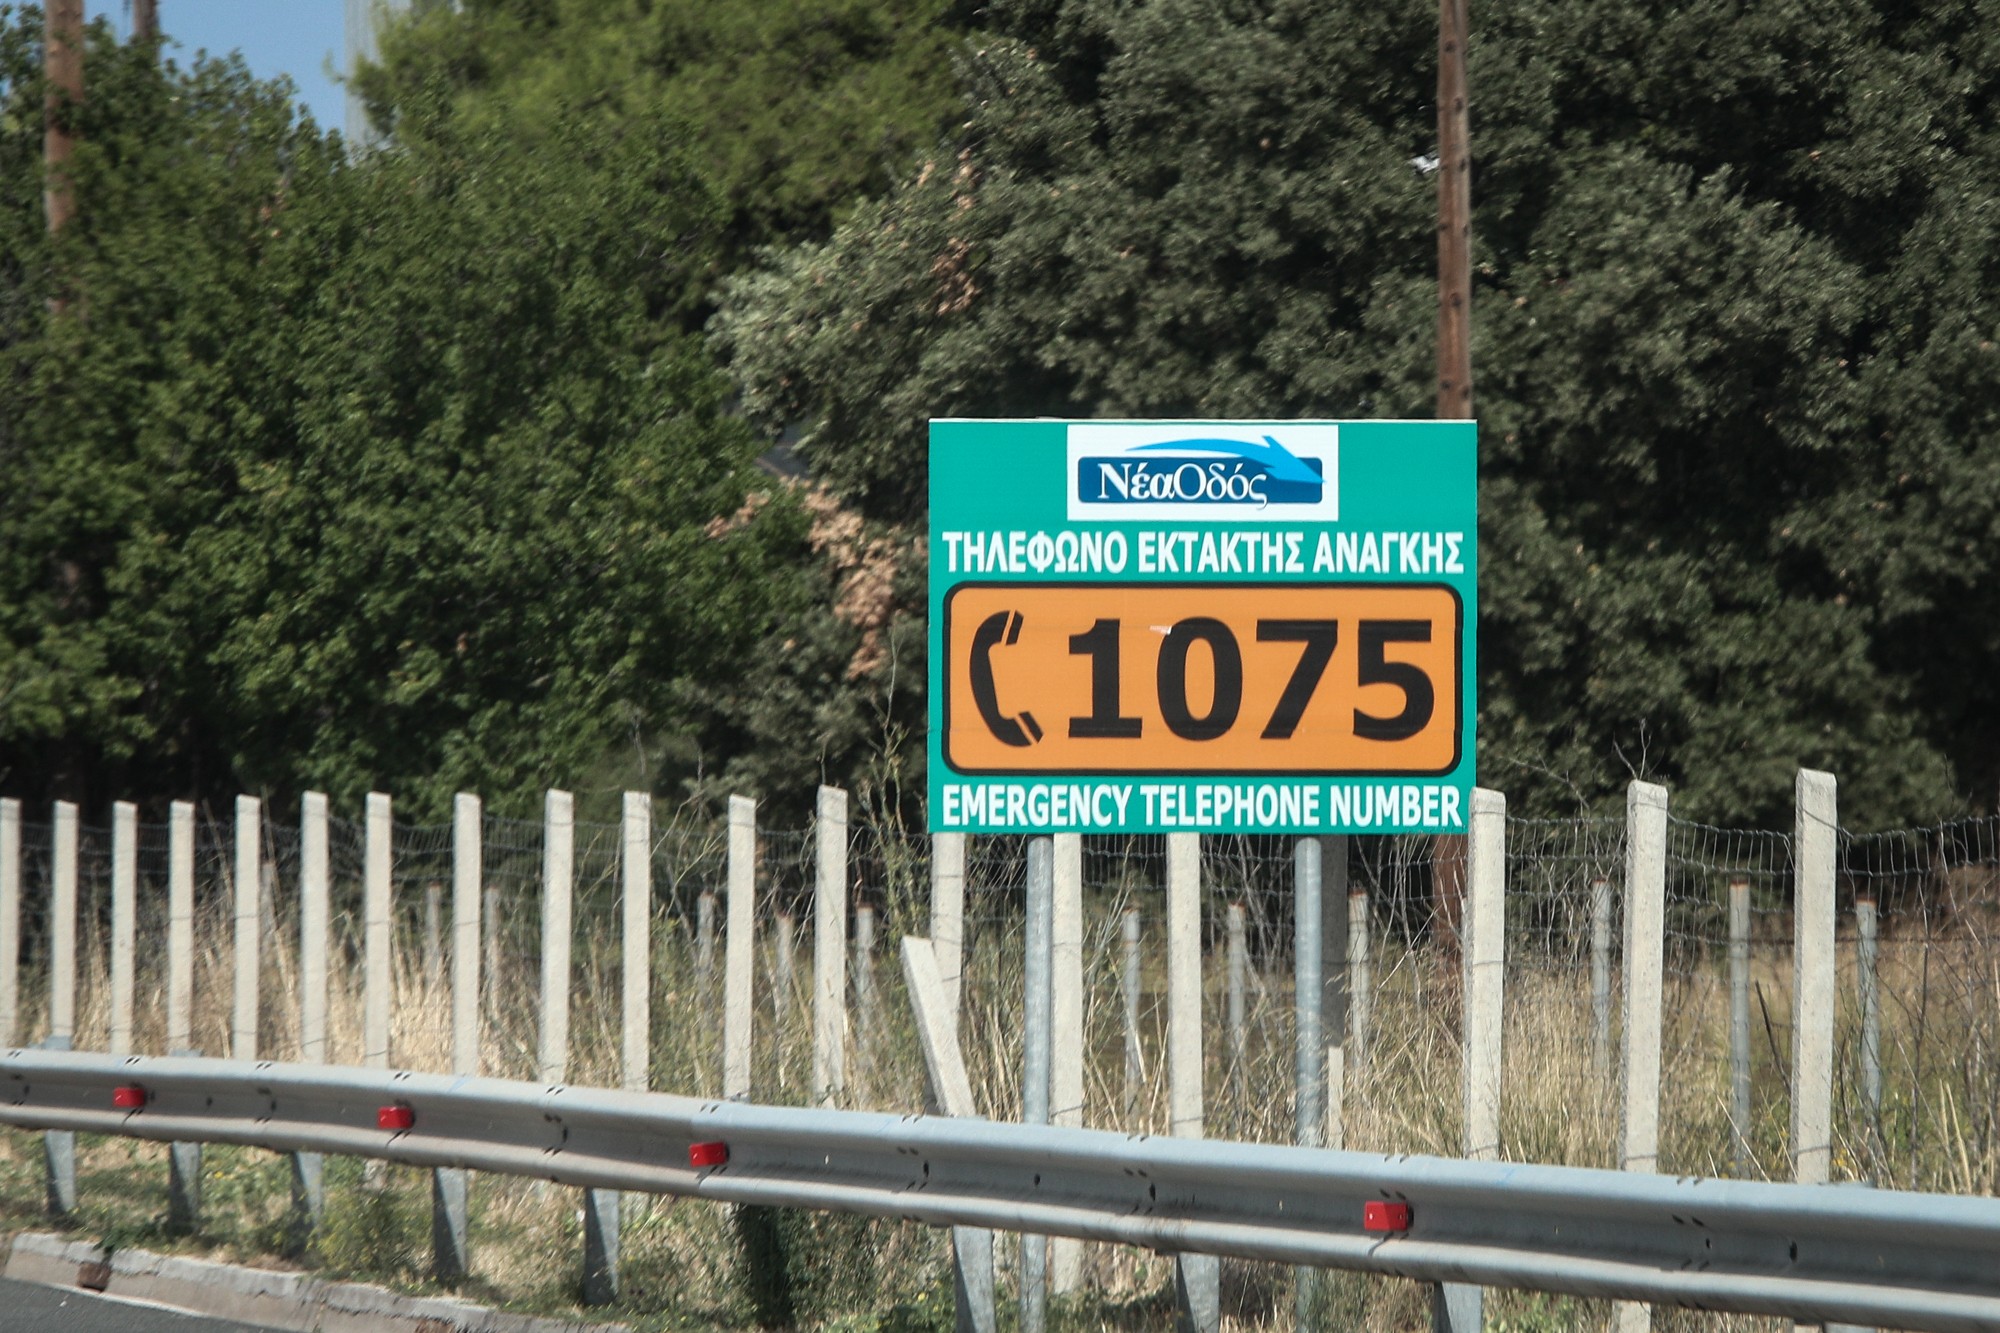 ΝέαΟδός
ΤΗΛΕΦΩΝΟ ΕΚΤΑΚΤΗΣ ΑΝΑΓΚΗΣ
1075
EMERGENCY TELEPHONE NUMBER